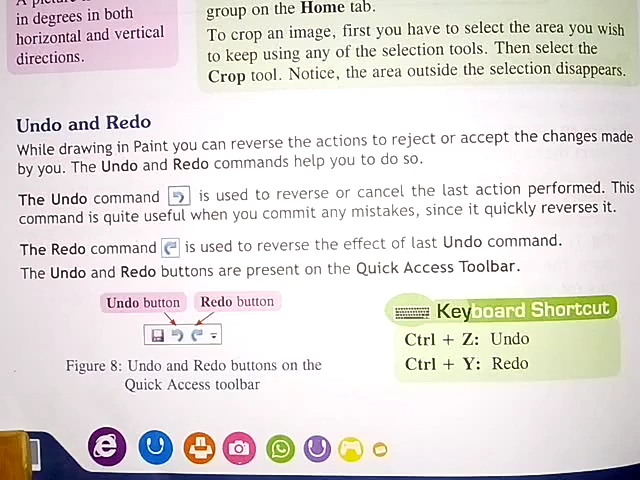 in degrees in both
horizontal and vertical
directions.
group on the Home tab.
To crop an image, first you have to select the area you wish
to keep using any of the selection tools. Then select the
Crop tool. Notice, the area outside the selection disappears.
Undo and Redo
While drawing in Paint you can reverse the actions to reject or accept the changes made
by you. The Undo and Redo commands help you to do so.
The Undo command is used to reverse or cancel the last action performed. This
command is quite useful when you commit any mistakes, since it quickly reverses it.
The Redo command is used to reverse the effect of last Undo command.
The Undo and Redo buttons are present on the Quick Access Toolbar.
Undo button Redo button
Figure 8: Undo and Redo buttons on the
Quick Access toolbar
Keyboard Shortcut
Ctrl + Z: Undo
Ctrl + Y: Redo